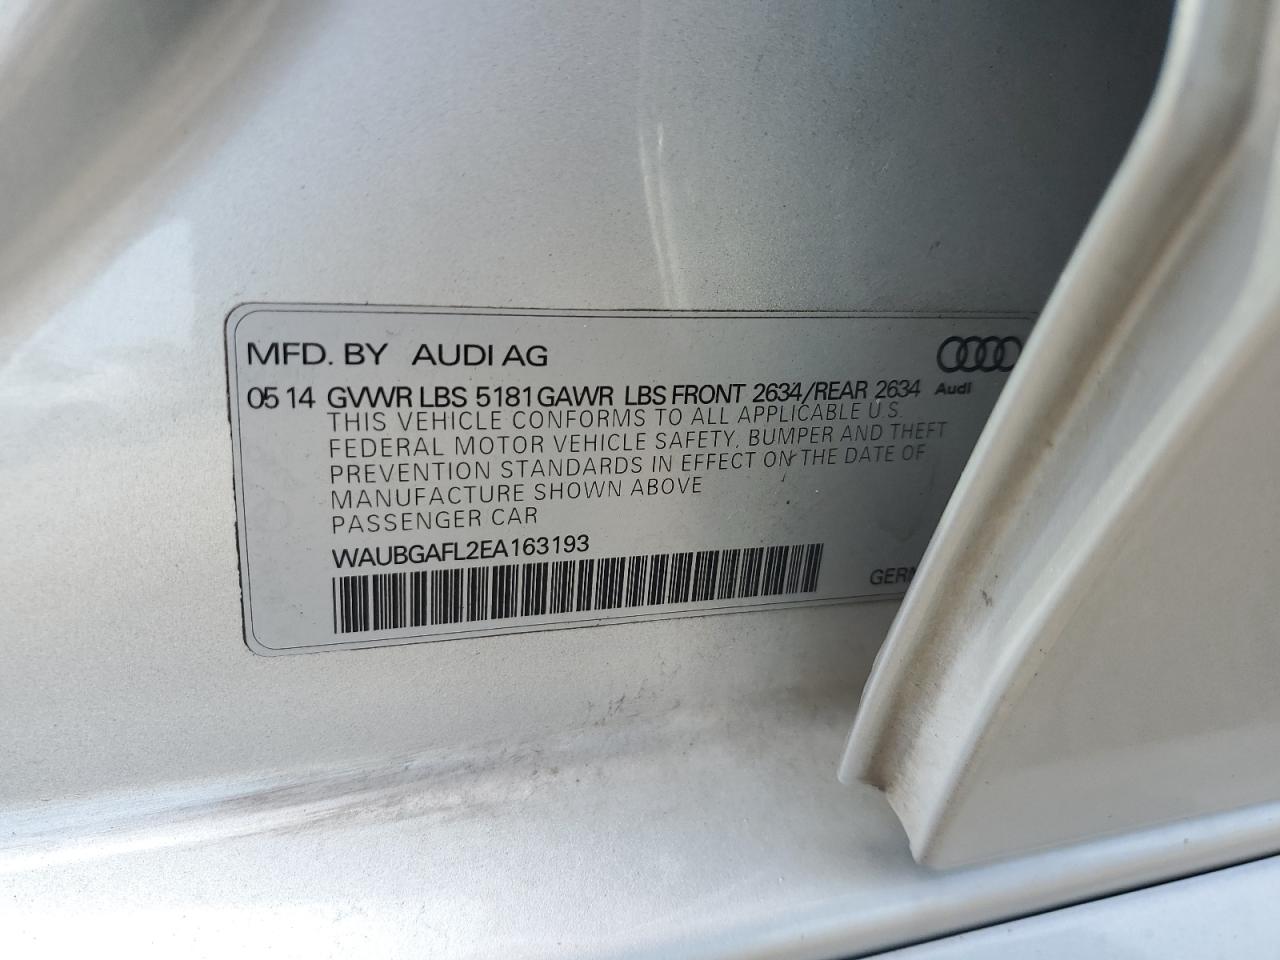 MFD. BY AUDI AG
05 14 GVWR LBS 5181 GAWR LBS FRONT 2634/REAR 2634 Audi
THIS VEHICLE CONFORMS TO ALL APPLICABLE U.S.
FEDERAL MOTOR VEHICLE SAFETY, BUMPER AND THEFT
PREVENTION STANDARDS IN EFFECT ON THE DATE OF
MANUFACTURE SHOWN ABOVE
PASSENGER CAR
WAUBGAFL2EA163193